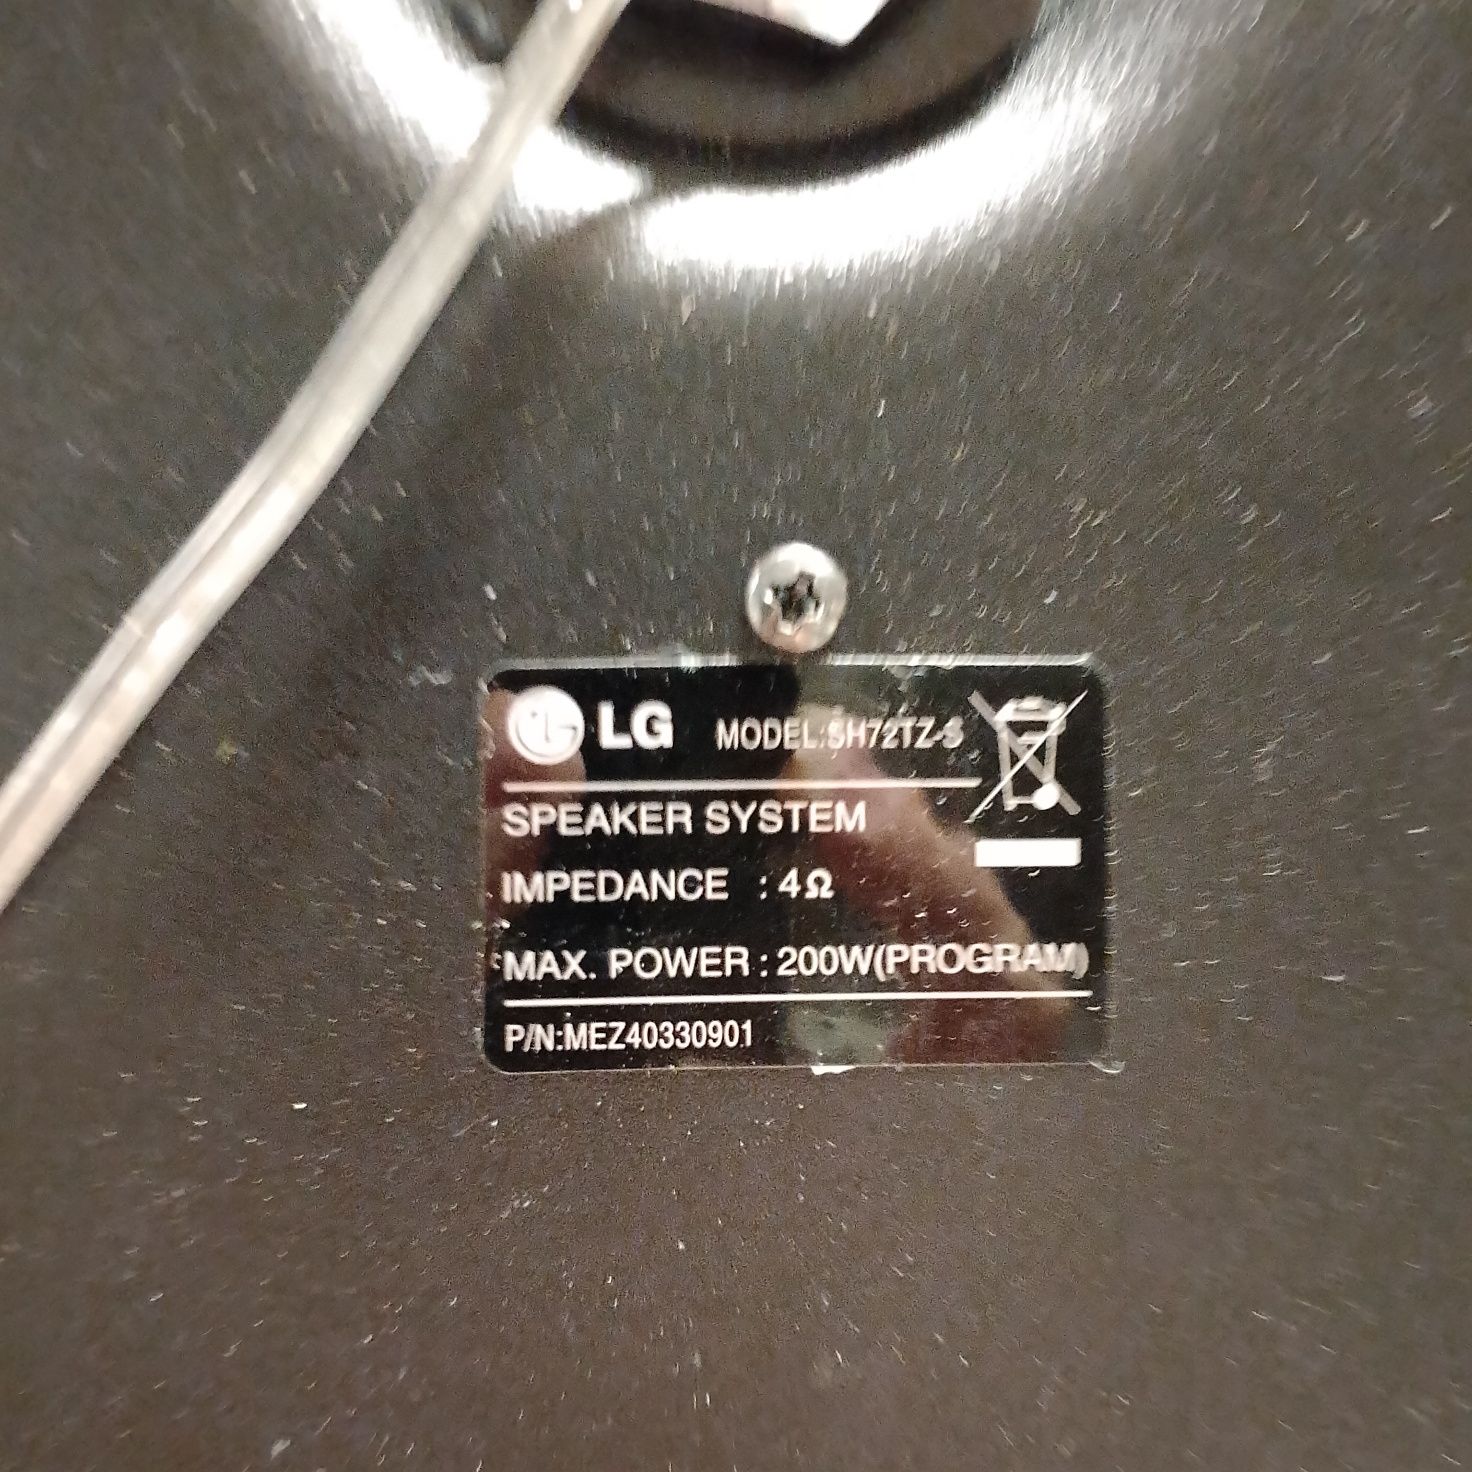 LG MODEL:SH72TZ-S
SPEAKER SYSTEM
IMPEDANCE : 4Ω
MAX. POWER : 200W(PROGRAM)
P/N:MEZ40330901